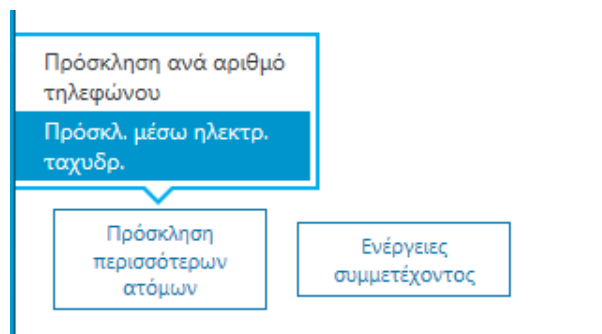 Πρόσκληση ανά αριθμό
τηλεφώνου
Πρόσκλ. μέσω ηλεκτρ.
ταχυδρ.
Πρόσκληση
περισσότερων
ατόμων
Ενέργειες
συμμετέχοντος